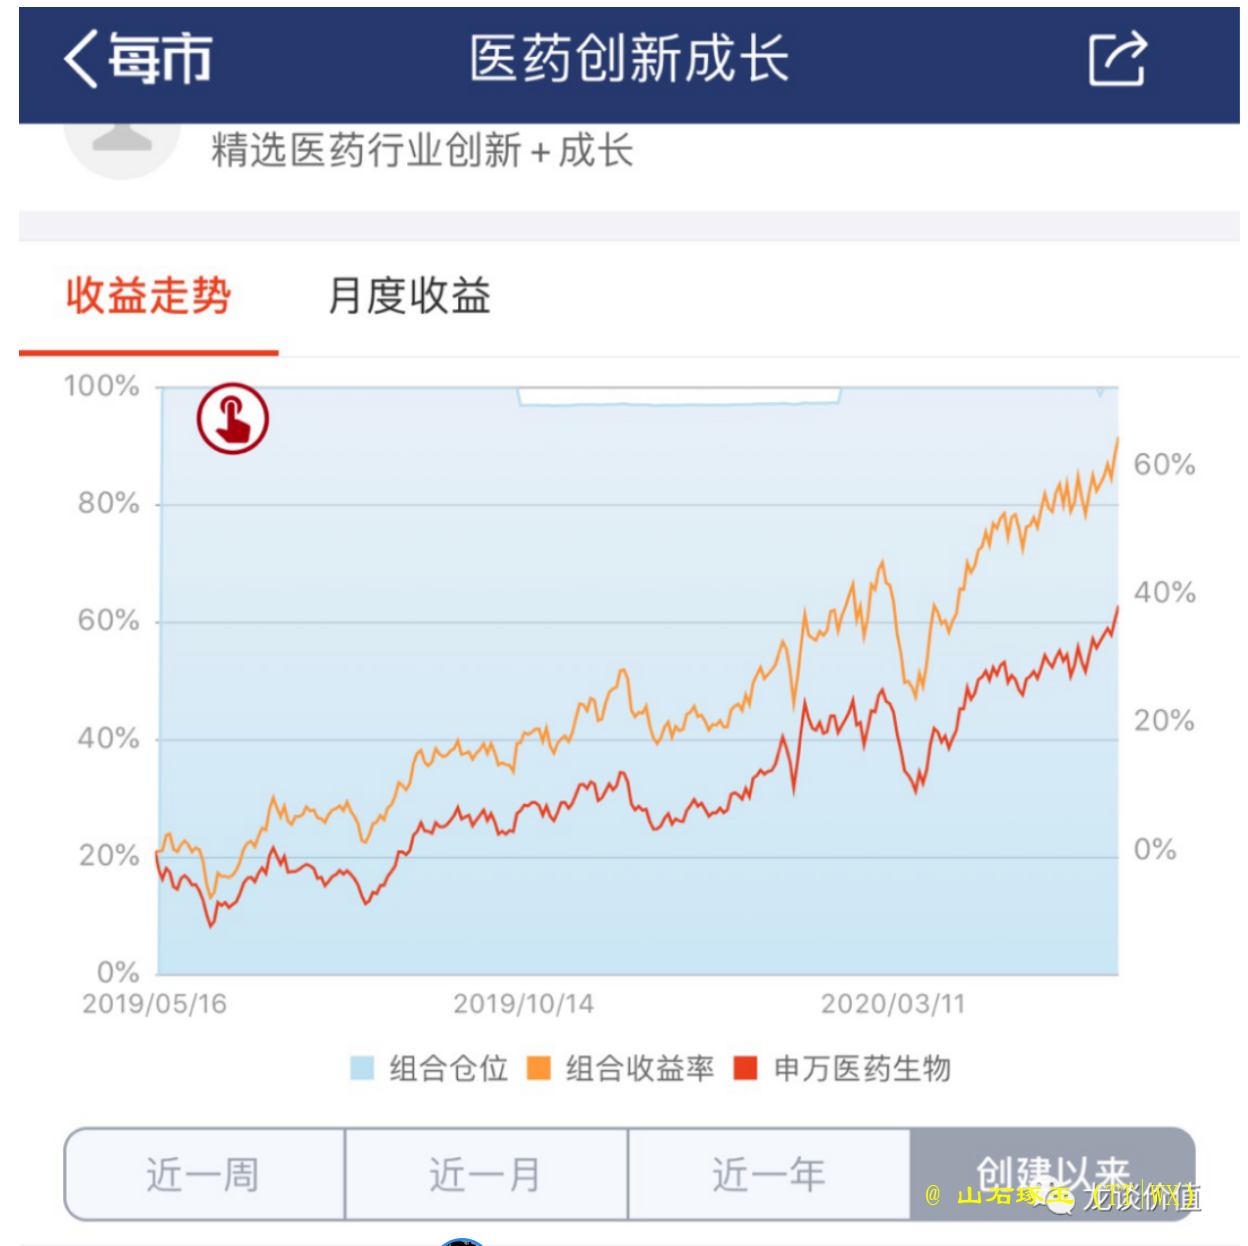 每市 医药创新成长
精选医药行业创新+成长
收益走势 月度收益
100%
80%
60%
40%
20%
0%
60%
40%
20%
0%
2019/05/16 2019/10/14 2020/03/11
组合仓位 组合收益率 申万医药生物
近一周 近一月 近一年 创建以来
@ 山石琢玉
龙谈价值